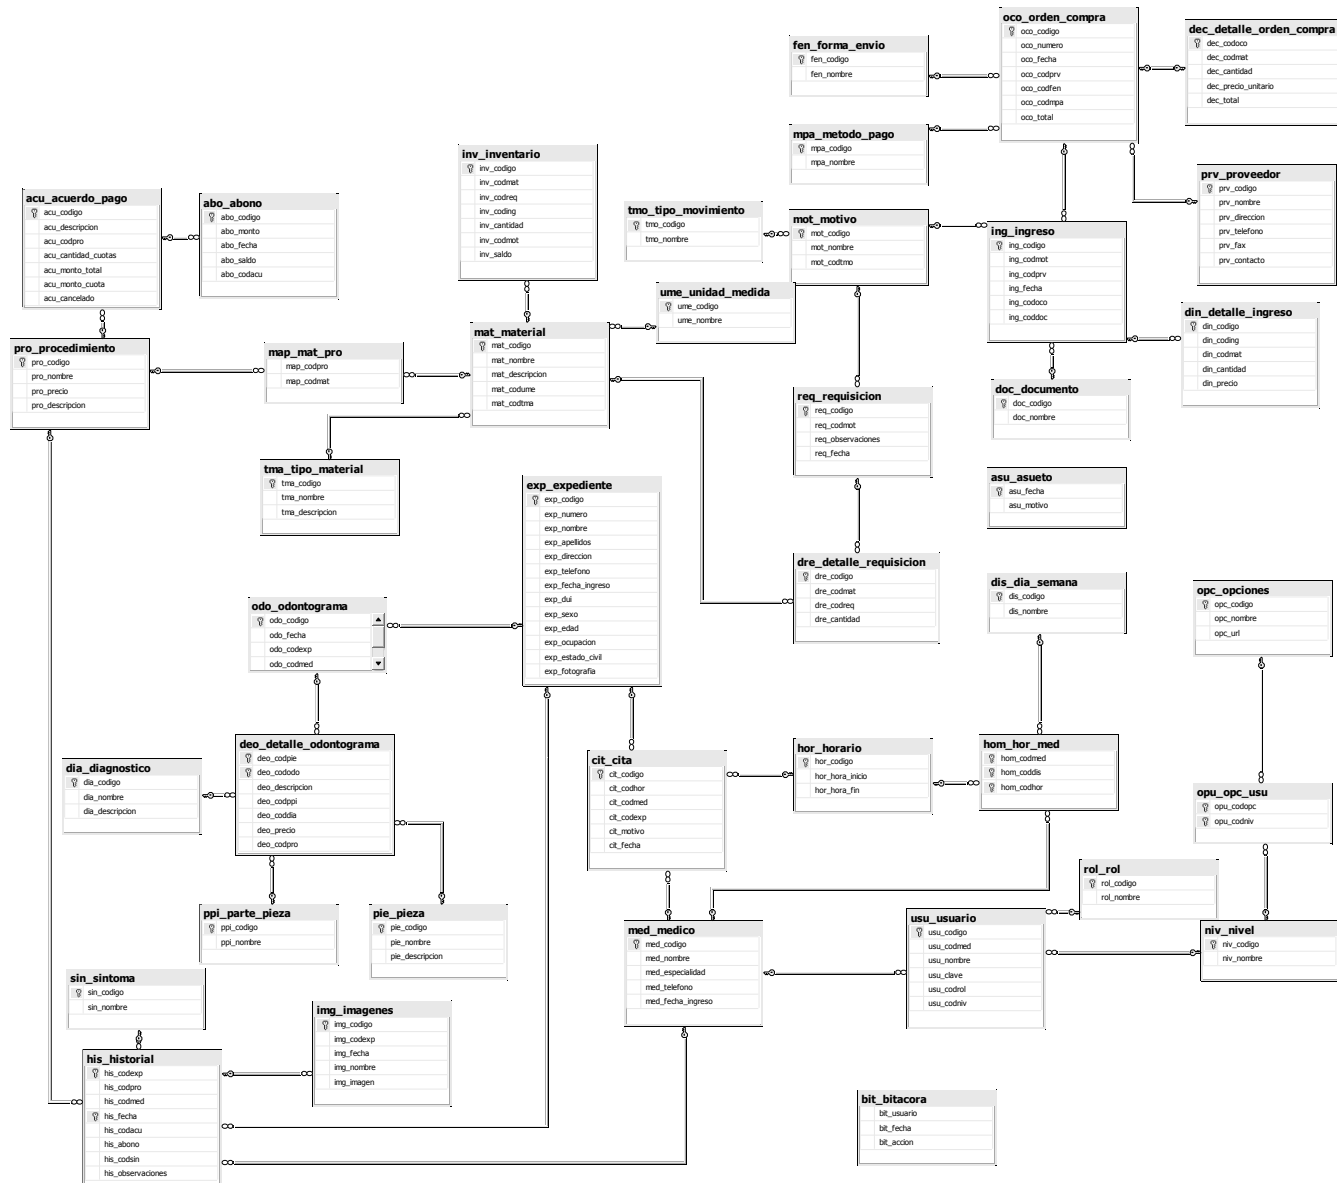 oco_orden_compra
oco_codigo
oco_numero
oco_fecha
oco_codprv
oco_codfen
oco_codmpa
oco_total
dec_detalle_orden_compra
dec_codoco
dec_codmat
dec_cantidad
dec_precio_unitario
dec_total
fen_forma_envio
fen_codigo
fen_nombre
mpa_metodo_pago
mpa_codigo
mpa_nombre
inv_inventario
inv_codigo
inv_codmat
inv_codreq
inv_coding
inv_cantidad
inv_codmot
inv_saldo
prv_proveedor
prv_codigo
prv_nombre
prv_direccion
prv_telefono
prv_fax
prv_contacto
acu_acuerdo_pago
acu_codigo
acu_descripcion
acu_codpro
acu_cantidad_cuotas
acu_monto_total
acu_monto_cuota
acu_cancelado
abo_abono
abo_codigo
abo_monto
abo_fecha
abo_saldo
abo_codacu
tmo_tipo_movimiento
tmo_codigo
tmo_nombre
mot_motivo
mot_codigo
mot_nombre
mot_codtmo
ing_ingreso
ing_codigo
ing_codmot
ing_codprv
ing_fecha
ing_codoco
ing_coddoc
ume_unidad_medida
ume_codigo
ume_nombre
din_detalle_ingreso
din_codigo
din_coding
din_codmat
din_cantidad
din_precio
mat_material
mat_codigo
mat_nombre
mat_descripcion
mat_codume
mat_codtma
pro_procedimiento
pro_codigo
pro_nombre
pro_precio
pro_descripcion
map_mat_pro
map_codpro
map_codmat
doc_documento
doc_codigo
doc_nombre
req_requisicion
req_codigo
req_codmot
req_observaciones
req_fecha
tma_tipo_material
tma_codigo
tma_nombre
tma_descripcion
exp_expediente
exp_codigo
exp_numero
exp_nombre
exp_apellidos
exp_direccion
exp_telefono
exp_fecha_ingreso
exp_dui
exp_sexo
exp_edad
exp_ocupacion
exp_estado_civil
exp_fotografia
asu_asueto
asu_fecha
asu_motivo
dre_detalle_requisicion
dre_codigo
dre_codmat
dre_codreq
dre_cantidad
dis_dia_semana
dis_codigo
dis_nombre
opc_opciones
opc_codigo
opc_nombre
opc_url
odo_odontograma
odo_codigo
odo_fecha
odo_codexp
odo_codmed
deo_detalle_odontograma
deo_codpie
deo_cododo
deo_descripcion
deo_codppi
deo_coddia
deo_precio
deo_codpro
dia_diagnostico
dia_codigo
dia_nombre
dia_descripcion
cit_cita
cit_codigo
cit_codhor
cit_codmed
cit_codexp
cit_motivo
cit_fecha
hor_horario
hor_codigo
hor_hora_inicio
hor_hora_fin
hom_hor_med
hom_codmed
hom_coddis
hom_codhor
opu_opc_usu
opu_codopc
opu_codniv
rol_rol
rol_codigo
rol_nombre
ppi_parte_pieza
ppi_codigo
ppi_nombre
pie_pieza
pie_codigo
pie_nombre
pie_descripcion
med_medico
med_codigo
med_nombre
med_especialidad
med_telefono
med_fecha_ingreso
usu_usuario
usu_codigo
usu_codmed
usu_nombre
usu_clave
usu_codrol
usu_codniv
niv_nivel
niv_codigo
niv_nombre
sin_sintoma
sin_codigo
sin_nombre
img_imagenes
img_codigo
img_codexp
img_fecha
img_nombre
img_imagen
his_historial
his_codexp
his_codpro
his_codmed
his_fecha
his_codacu
his_abono
his_codsin
his_observaciones
bit_bitacora
bit_usuario
bit_fecha
bit_accion